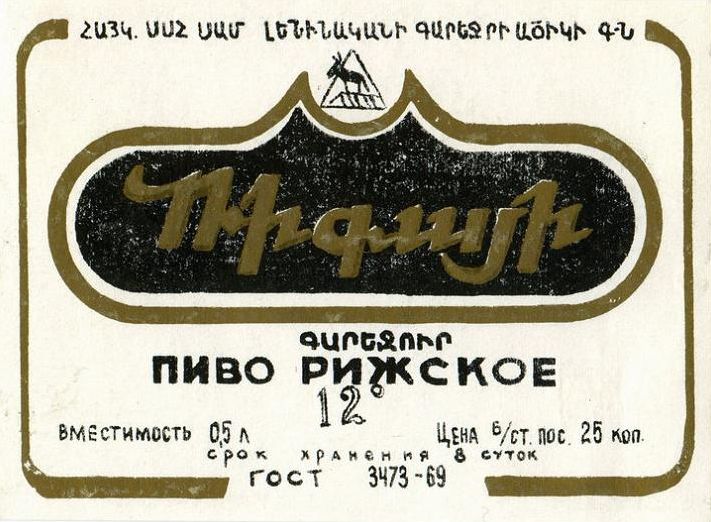 ՀԱՅԿ. ՍՍՀ ՍԱՄ ԼԵՆԻՆԱԿԱՆԻ ԳԱՐԵՋՐԻ ԱԾԻԿԻ Գ-Ն
Ռիգայի
ԳԱՐԵՋՈՒՐ
ПИВО РИЖСКОЕ
12°
ВМЕСТИМОСТЬ 0,5 Л ЦЕНА Б/СТ. ПОС. 25 КОП.
СРОК ХРАНЕНИЯ 8 СУТОК
ГОСТ 3473-69